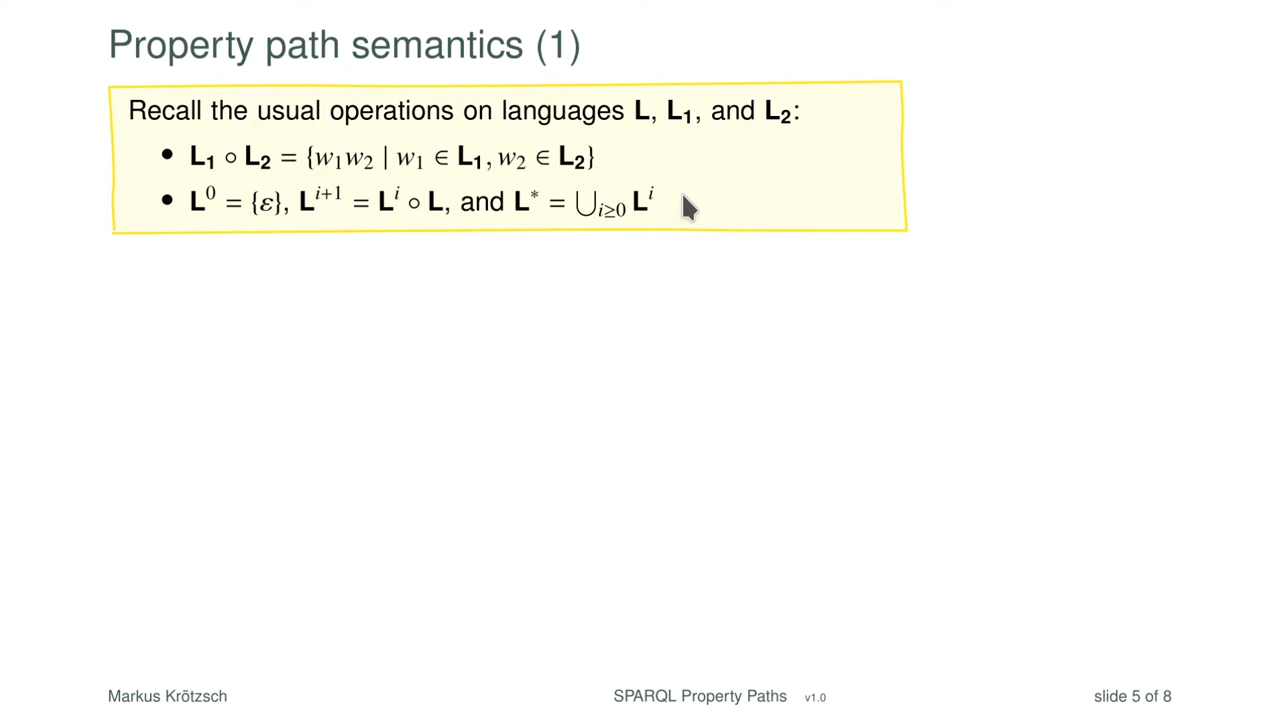 Property path semantics (1)
Recall the usual operations on languages L, L₁, and L₂:
• L₁ ∘ L₂ = {w₁w₂ | w₁ ∈ L₁, w₂ ∈ L₂}
• L⁰ = {ε}, Lⁱ⁺¹ = Lⁱ ∘ L, and L* = ⋃ᵢ≥₀ Lⁱ
Markus Krötzsch SPARQL Property Paths v1.0 slide 5 of 8